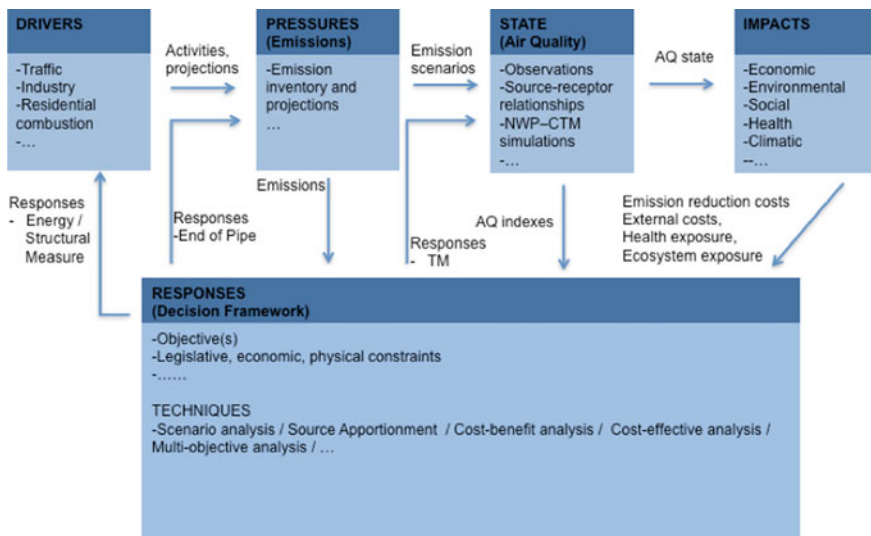 DRIVERS
-Traffic
-Industry
-Residential
combustion
-...
Activities,
projections
PRESSURES
(Emissions)
-Emission
inventory and
projections
...
Emission
scenarios
STATE
(Air Quality)
-Observations
-Source-receptor
relationships
-NWP–CTM
simulations
-...
AQ state
IMPACTS
-Economic
-Environmental
-Social
-Health
-Climatic
--...
Responses
- Energy /
Structural
Measure
Responses
-End of Pipe
Emissions
Responses
- TM
AQ indexes
Emission reduction costs
External costs,
Health exposure,
Ecosystem exposure
RESPONSES
(Decision Framework)
-Objective(s)
-Legislative, economic, physical constraints
-......
TECHNIQUES
-Scenario analysis / Source Apportionment / Cost-benefit analysis / Cost-effective analysis /
Multi-objective analysis / ...